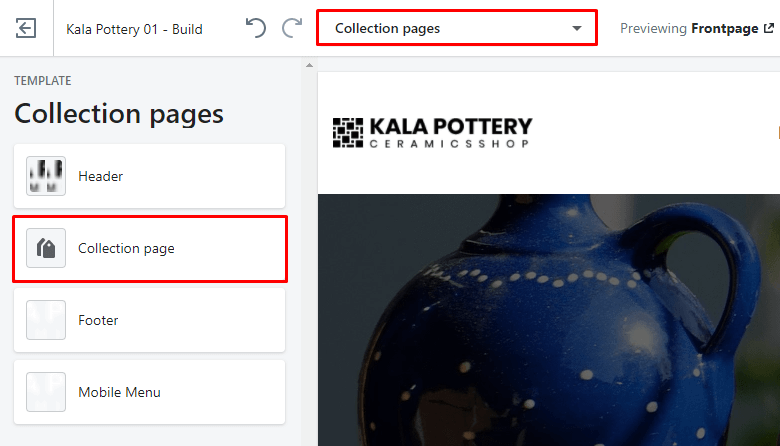 Kala Pottery 01 - Build
Collection pages
Previewing Frontpage
TEMPLATE
Collection pages
Header
Collection page
Footer
Mobile Menu
KALA POTTERY
CERAMICSSHOP